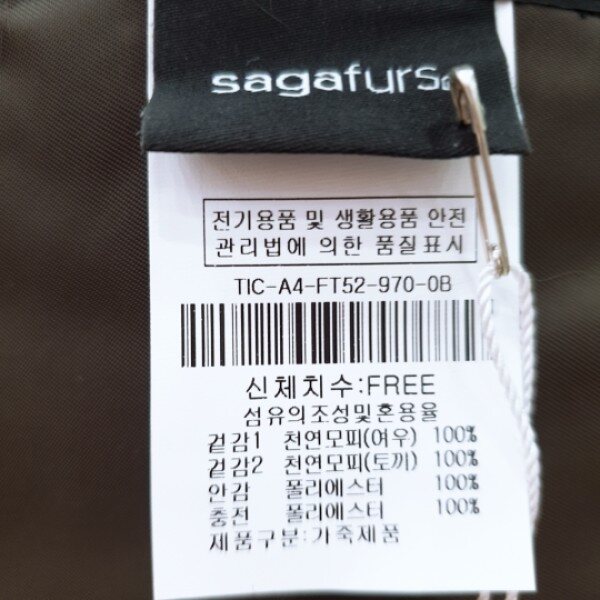 sagafurs
전기용품 및 생활용품 안전
관리법에 의한 품질표시
TIC-A4-FT52-970-0B
신체치수:FREE
섬유의조성및혼용율
겉감1 천연모피(여우) 100%
겉감2 천연모피(토끼) 100%
안감 폴리에스터 100%
충전 폴리에스터 100%
제품구분:가죽제품